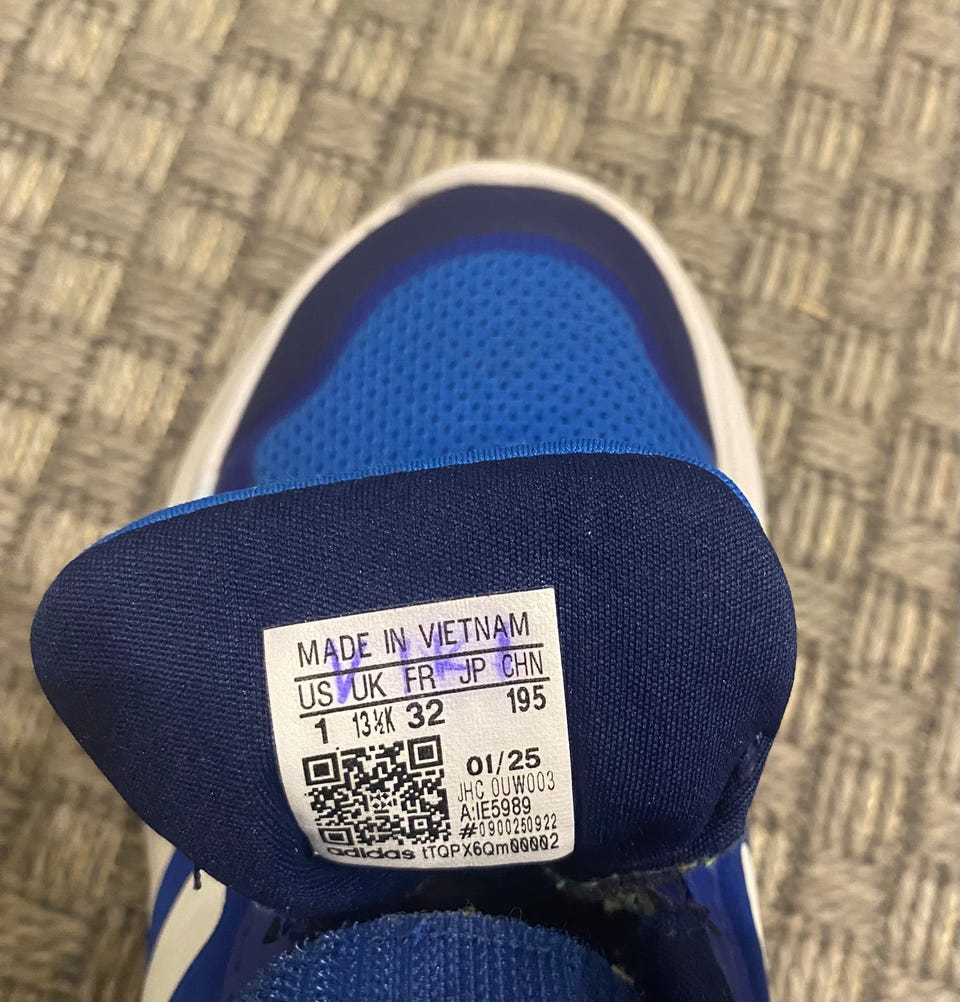 MADE IN VIETNAM
US UK FR JP CHN
1 13½K 32 195
01/25
JHC 0UW003
A:IE5989
#0900250922
adidas tTQPX6Qm00002